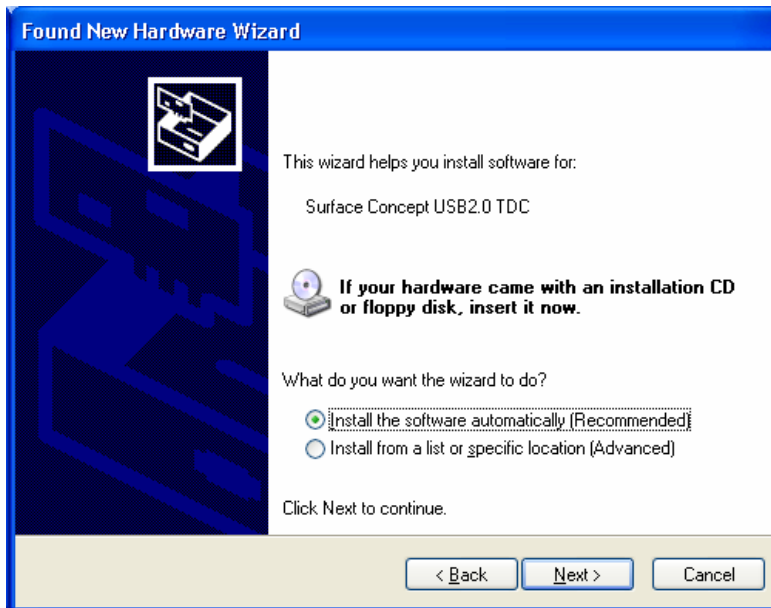 Found New Hardware Wizard
This wizard helps you install software for:
Surface Concept USB2.0 TDC
If your hardware came with an installation CD
or floppy disk, insert it now.
What do you want the wizard to do?
Install the software automatically (Recommended)
Install from a list or specific location (Advanced)
Click Next to continue.
< Back
Next >
Cancel